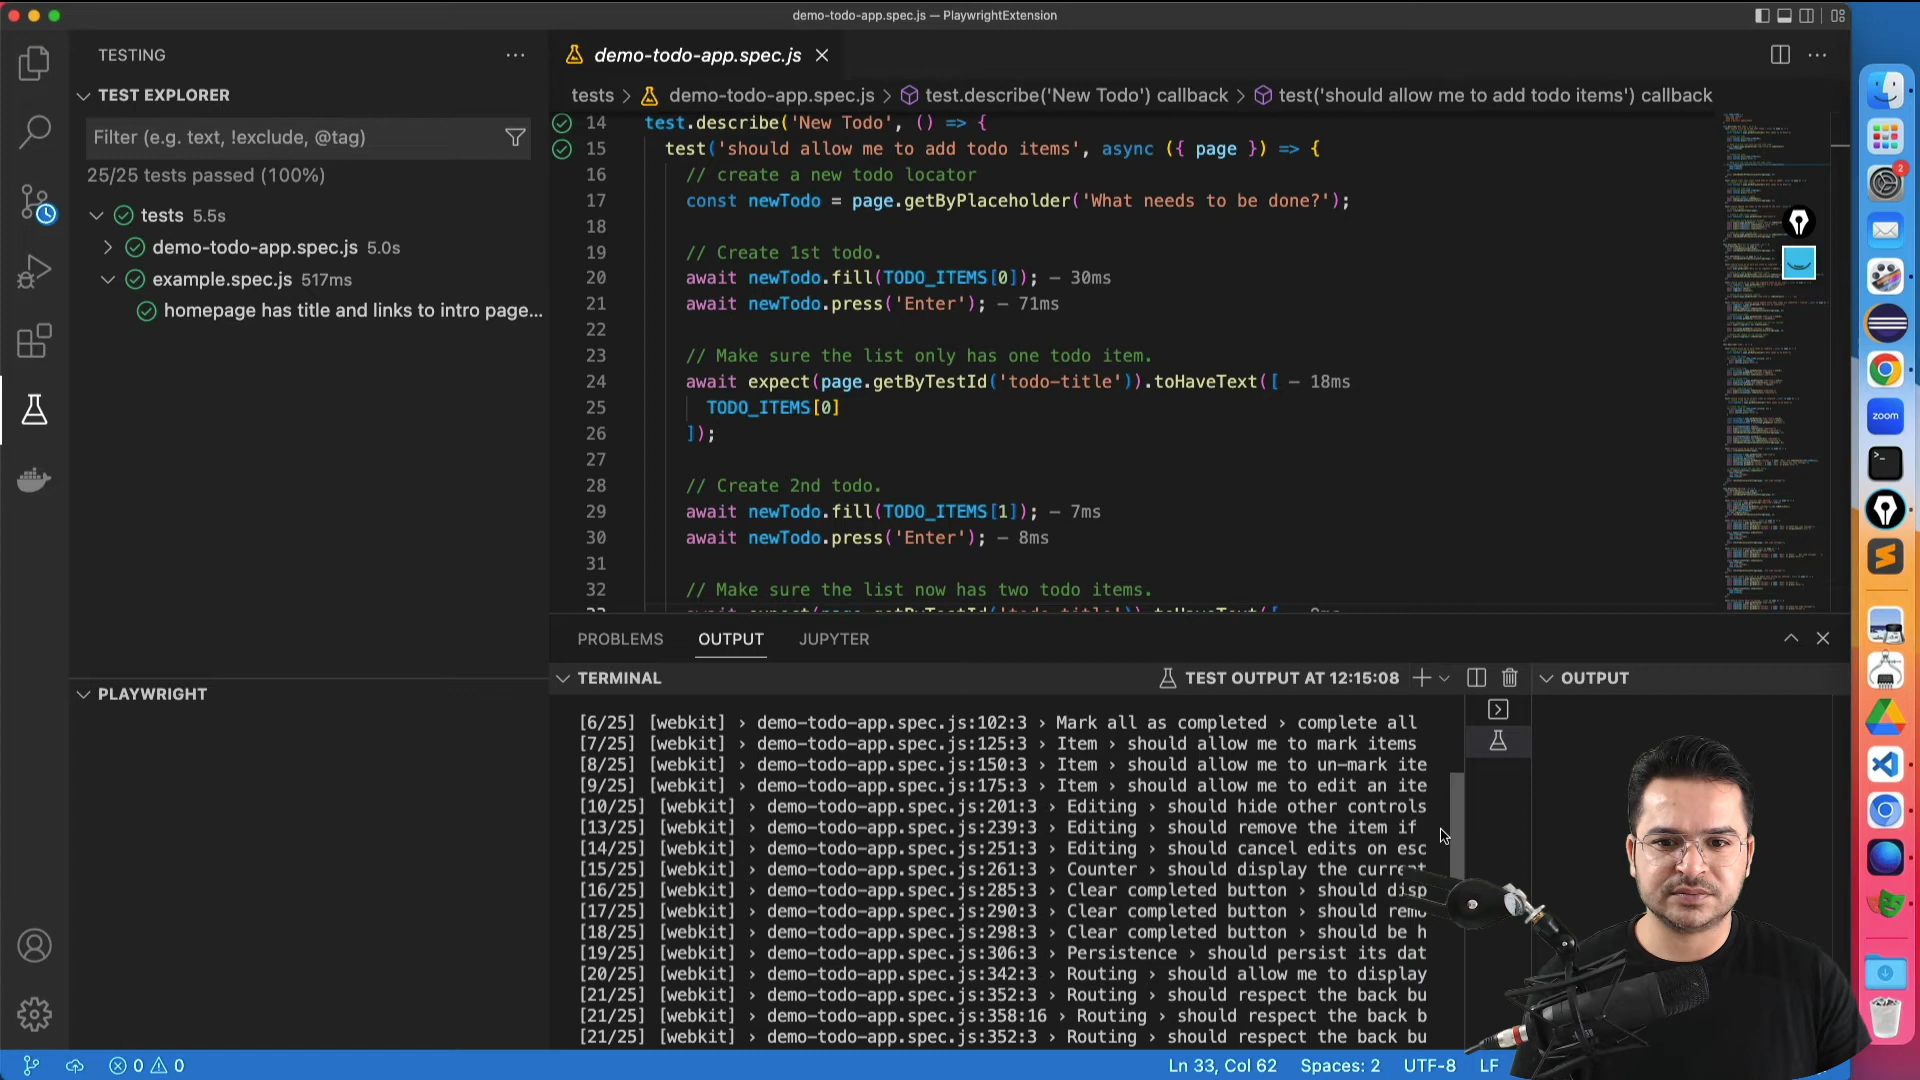 demo-todo-app.spec.js — PlaywrightExtension
TESTING
TEST EXPLORER
Filter (e.g. text, !exclude, @tag)
25/25 tests passed (100%)
tests 5.5s
demo-todo-app.spec.js 5.0s
example.spec.js 517ms
homepage has title and links to intro page...
PLAYWRIGHT
demo-todo-app.spec.js
tests > demo-todo-app.spec.js > test.describe('New Todo') callback > test('should allow me to add todo items') callback
14 test.describe('New Todo', () => {
15 test('should allow me to add todo items', async ({ page }) => {
16 // create a new todo locator
17 const newTodo = page.getByPlaceholder('What needs to be done?');
18
19 // Create 1st todo.
20 await newTodo.fill(TODO_ITEMS[0]); — 30ms
21 await newTodo.press('Enter'); — 71ms
22
23 // Make sure the list only has one todo item.
24 await expect(page.getByTestId('todo-title')).toHaveText([ — 18ms
25 TODO_ITEMS[0]
26 ]);
27
28 // Create 2nd todo.
29 await newTodo.fill(TODO_ITEMS[1]); — 7ms
30 await newTodo.press('Enter'); — 8ms
31
32 // Make sure the list now has two todo items.
PROBLEMS OUTPUT JUPYTER
TERMINAL
TEST OUTPUT AT 12:15:08
OUTPUT
[6/25] [webkit] › demo-todo-app.spec.js:102:3 › Mark all as completed › complete all
[7/25] [webkit] › demo-todo-app.spec.js:125:3 › Item › should allow me to mark items
[8/25] [webkit] › demo-todo-app.spec.js:150:3 › Item › should allow me to un-mark ite
[9/25] [webkit] › demo-todo-app.spec.js:175:3 › Item › should allow me to edit an ite
[10/25] [webkit] › demo-todo-app.spec.js:201:3 › Editing › should hide other controls
[13/25] [webkit] › demo-todo-app.spec.js:239:3 › Editing › should remove the item if
[14/25] [webkit] › demo-todo-app.spec.js:251:3 › Editing › should cancel edits on esc
[15/25] [webkit] › demo-todo-app.spec.js:261:3 › Counter › should display the current
[16/25] [webkit] › demo-todo-app.spec.js:285:3 › Clear completed button › should disp
[17/25] [webkit] › demo-todo-app.spec.js:290:3 › Clear completed button › should remo
[18/25] [webkit] › demo-todo-app.spec.js:298:3 › Clear completed button › should be h
[19/25] [webkit] › demo-todo-app.spec.js:306:3 › Persistence › should persist its dat
[20/25] [webkit] › demo-todo-app.spec.js:342:3 › Routing › should allow me to display
[21/25] [webkit] › demo-todo-app.spec.js:352:3 › Routing › should respect the back bu
[21/25] [webkit] › demo-todo-app.spec.js:358:16 › Routing › should respect the back b
[21/25] [webkit] › demo-todo-app.spec.js:352:3 › Routing › should respect the back bu
0 0
Ln 33, Col 62 Spaces: 2 UTF-8 LF
2
zoom